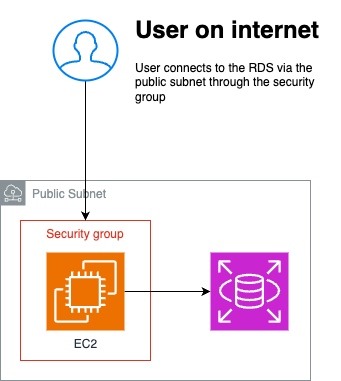 User on internet
User connects to the RDS via the
public subnet through the security
group
Public Subnet
Security group
EC2